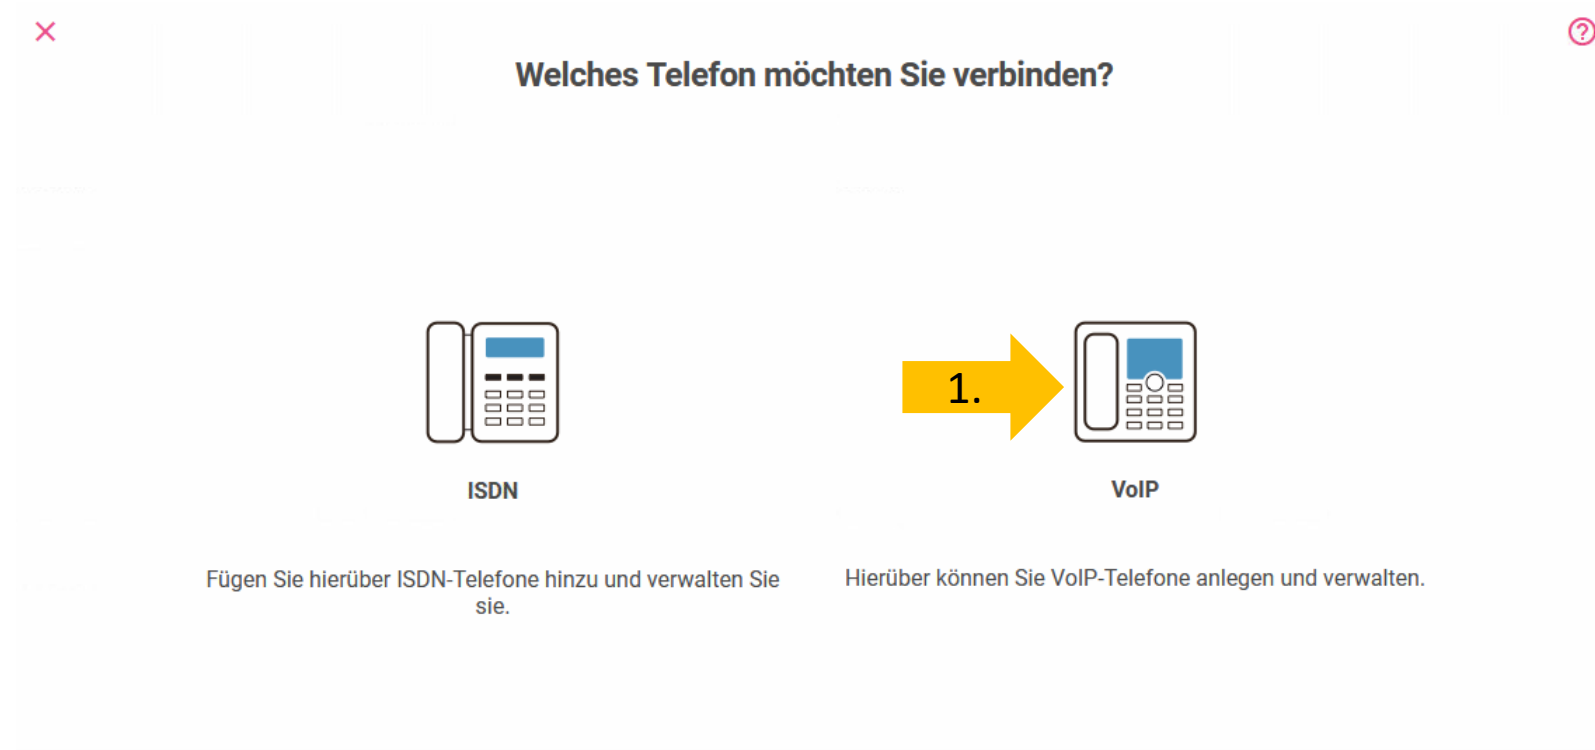 Welches Telefon möchten Sie verbinden?
1.
ISDN
VoIP
Fügen Sie hierüber ISDN-Telefone hinzu und verwalten Sie
sie.
Hierüber können Sie VoIP-Telefone anlegen und verwalten.